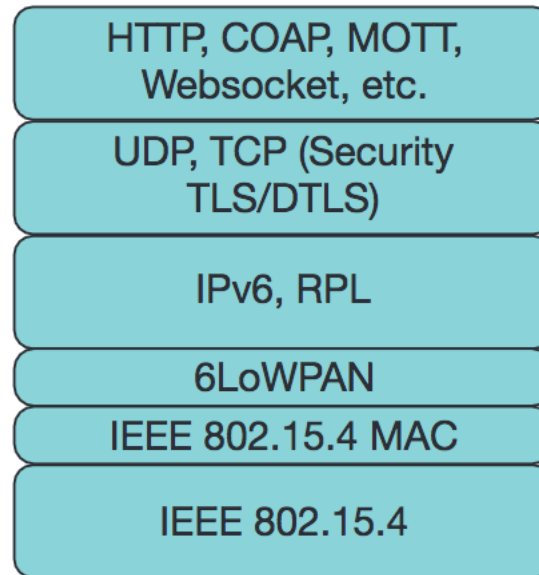 HTTP, COAP, MOTT,
Websocket, etc.
UDP, TCP (Security
TLS/DTLS)
IPv6, RPL
6LoWPAN
IEEE 802.15.4 MAC
IEEE 802.15.4